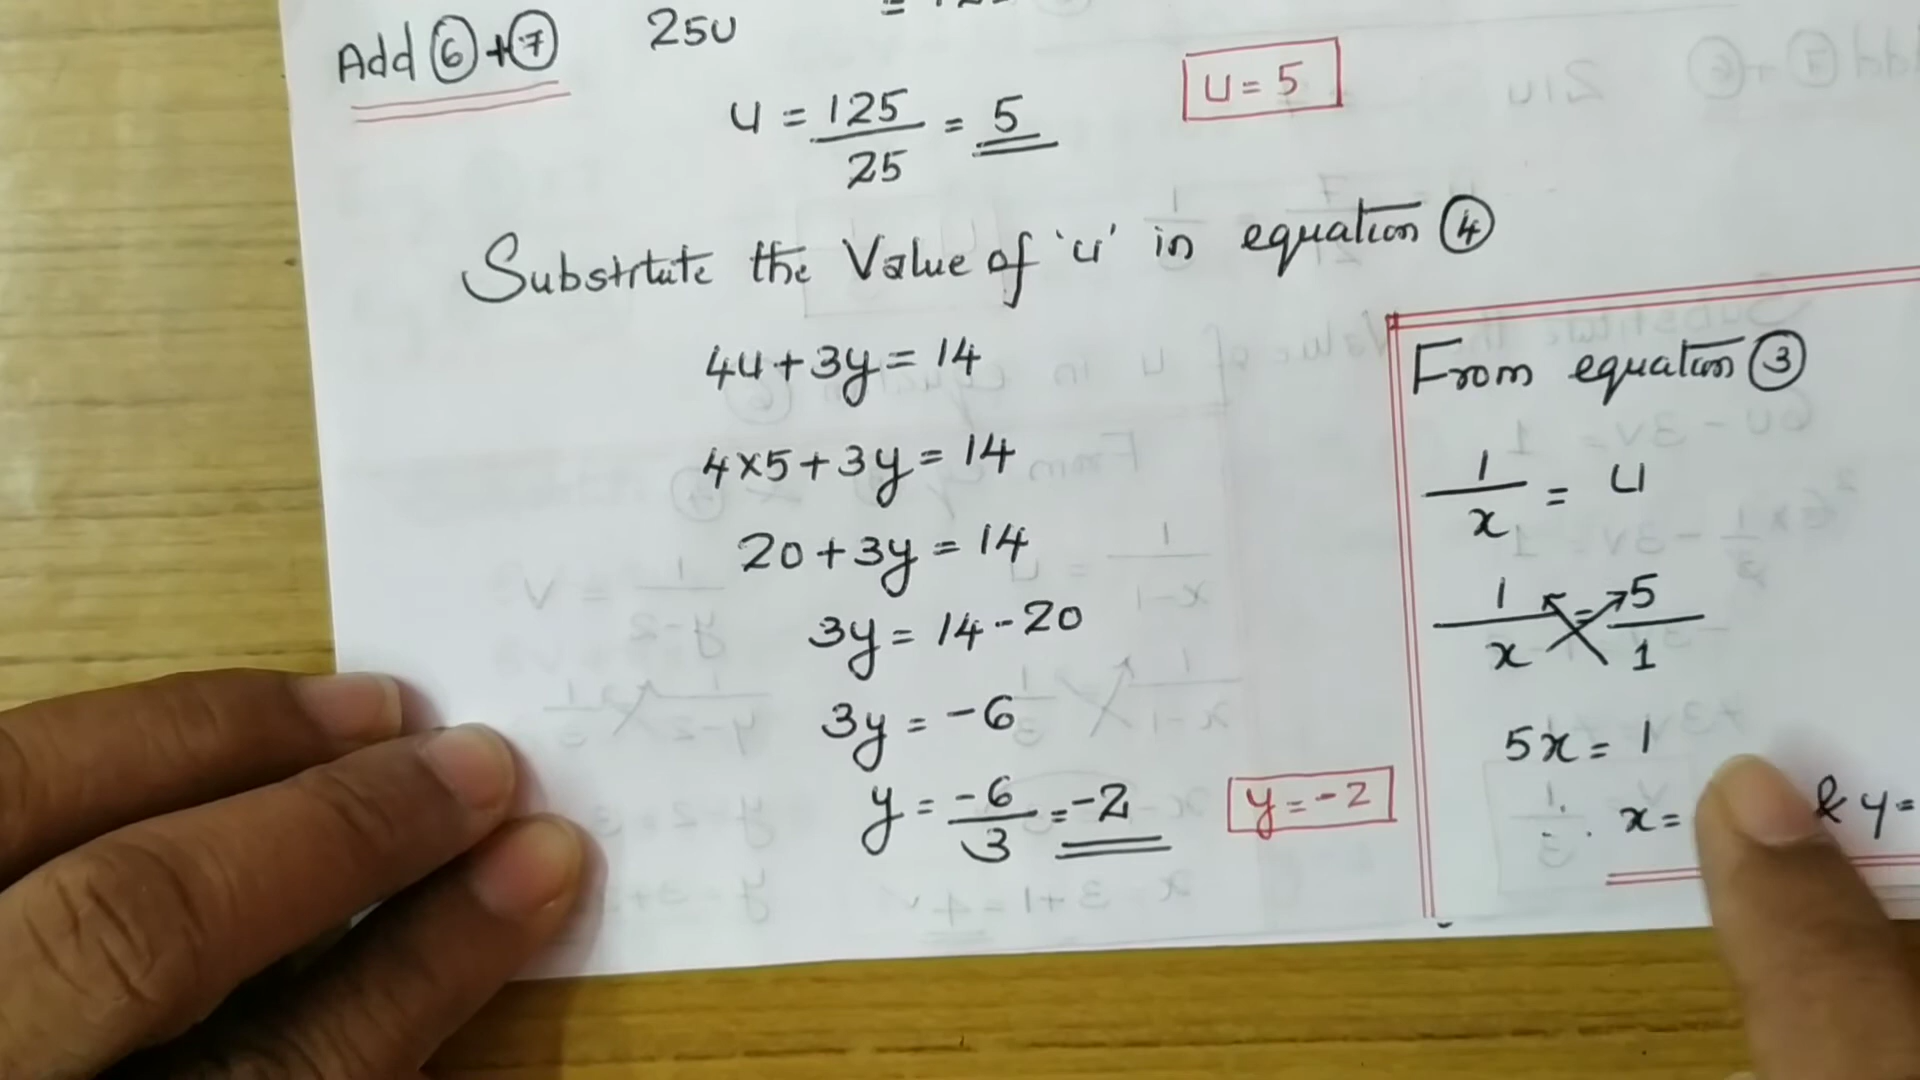 Add ⑥+⑦ 25u
u = 125/25 = 5
u = 5
Substitute the Value of 'u' in equation ④
4u + 3y = 14
4x5 + 3y = 14
20 + 3y = 14
3y = 14 - 20
3y = -6
y = -6/3 = -2
y = -2
From equation ③
1/x = u
1/x = 5/1
5x = 1
x = & y =